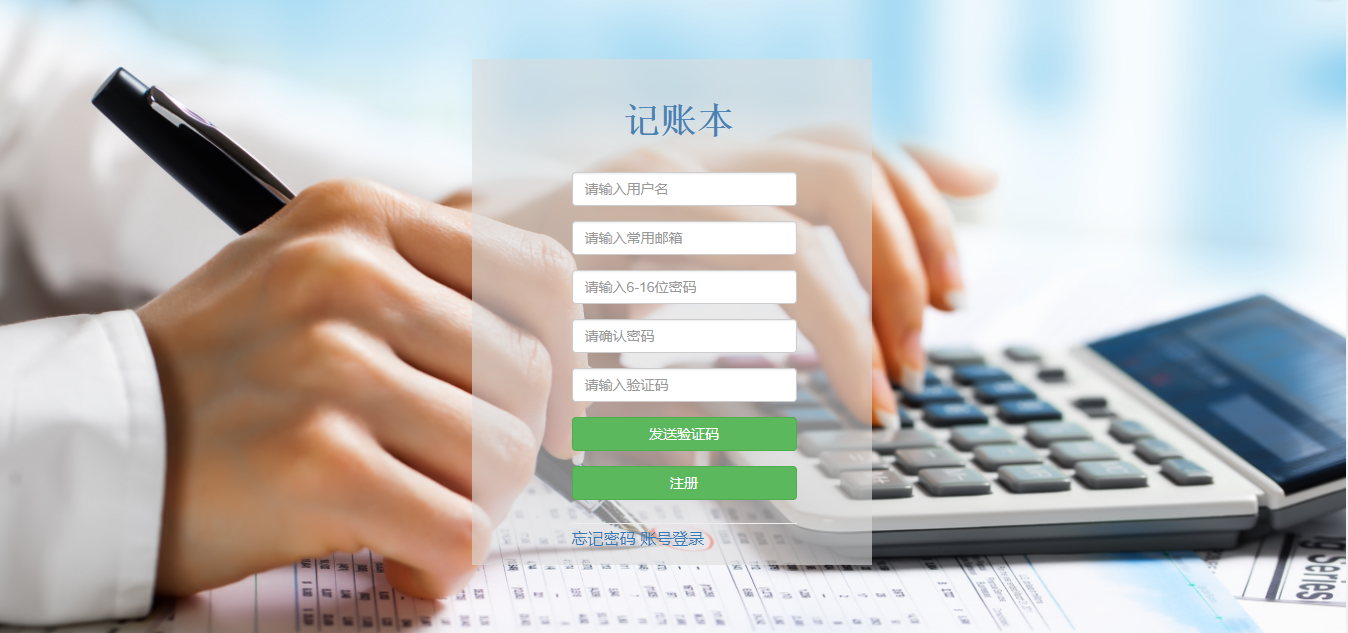 记账本
请输入用户名
请输入常用邮箱
请输入6-16位密码
请确认密码
请输入验证码
发送验证码
注册
忘记密码 账号登录